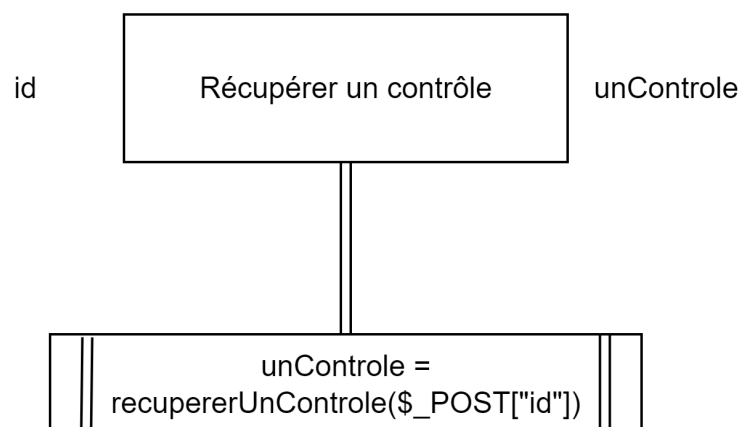 id
Récupérer un contrôle
unControle
unControle =
recupererUnControle($_POST["id"])